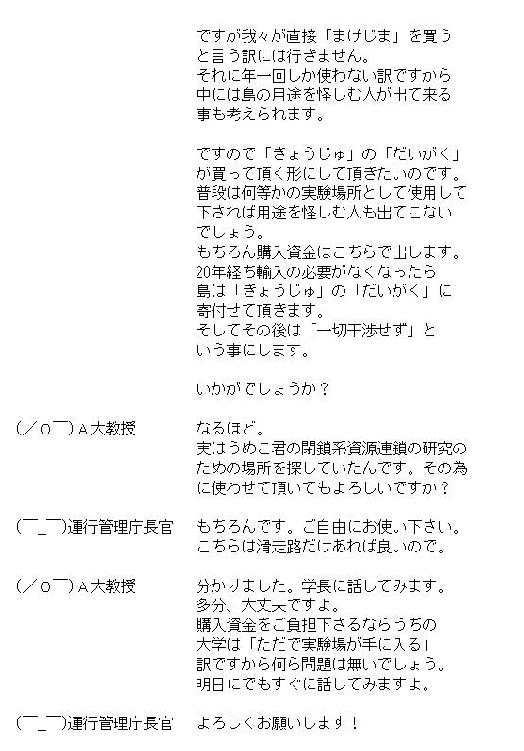 ですが我々が直接「まけじま」を買う
と言う訳には行きません。
それに年一回しか使わない訳ですから
中には島の用途を怪しむ人が出て来る
事も考えられます。
ですので「きょうじゅ」の「だいがく」
が買って頂く形にして頂きたいのです。
普段は何等かの実験場所として使用して
下されば用途を怪しむ人も出てこない
でしょう。
もちろん購入資金はこちらで出します。
20年経ち輸入の必要がなくなったら
島は「きょうじゅ」の「だいがく」に
寄付させて頂きます。
そしてその後は「一切干渉せず」と
いう事にします。
いかがでしょうか？
(／０￣)Ａ大教授 なるほど。
実はうめこ君の閉鎖系資源連鎖の研究の
ための場所を探していたんです。その為
に使わせて頂いてもよろしいですか？
(￣_￣)運行管理庁長官 もちろんです。ご自由にお使い下さい。
こちらは滑走路だけあれば良いので。
(／０￣)Ａ大教授 分かりました。学長に話してみます。
多分、大丈夫ですよ。
購入資金をご負担下さるならうちの
大学は「ただで実験場が手に入る」
訳ですから何ら問題は無いでしょう。
明日にでもすぐに話してみますよ。
(￣_￣)運行管理庁長官 よろしくお願いします！